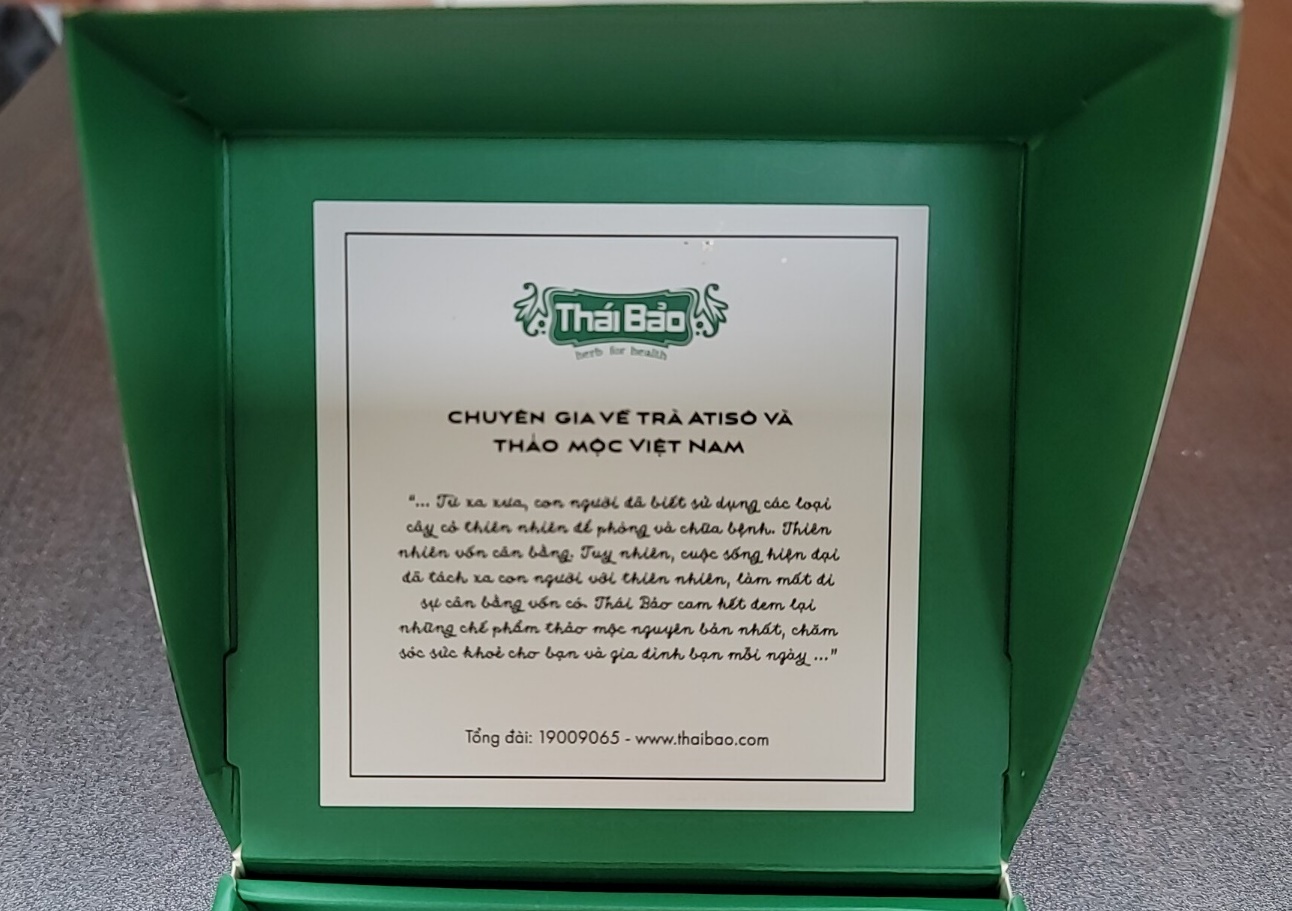 Thái Bảo
herb for health
CHUYÊN GIA VỀ TRÀ ATISÔ VÀ
THẢO MỘC VIỆT NAM
"... Từ xa xưa, con người đã biết sử dụng các loại
cây cỏ thiên nhiên để phòng và chữa bệnh. Thiên
nhiên vốn cân bằng. Tuy nhiên, cuộc sống hiện đại
đã tách xa con người với thiên nhiên, làm mất đi
sự cân bằng vốn có. Thái Bảo cam kết đem lại
những chế phẩm thảo mộc nguyên bản nhất, chăm
sóc sức khoẻ cho bạn và gia đình bạn mỗi ngày ..."
Tổng đài: 19009065 - www.thaibao.com